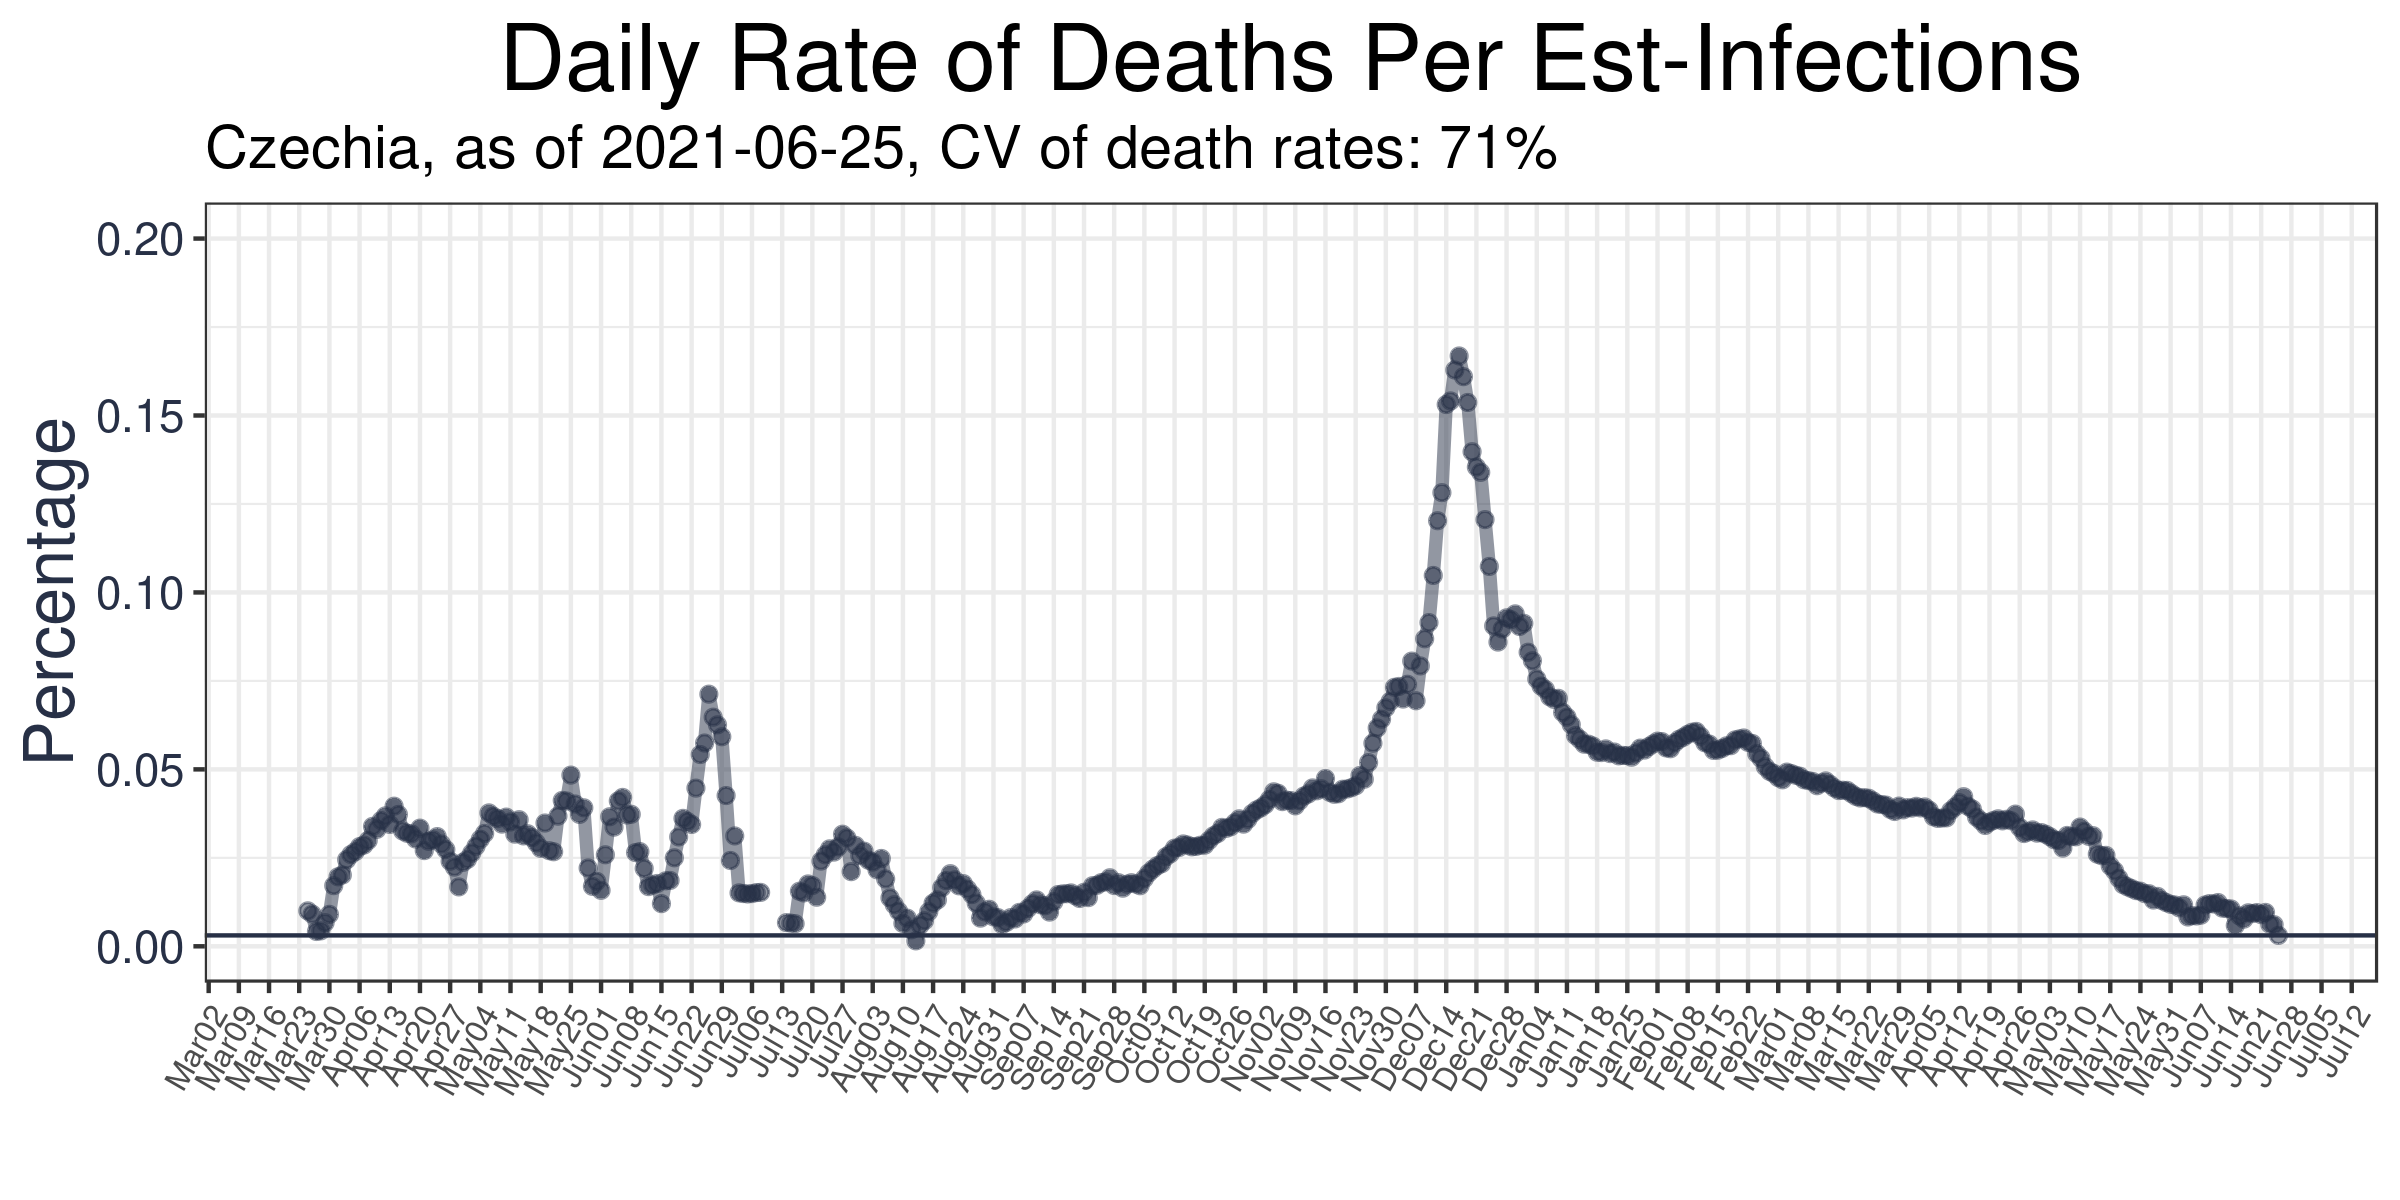 Daily Rate of Deaths Per Est-Infections
Czechia, as of 2021-06-25, CV of death rates: 71%
Percentage
0.20
0.15
0.10
0.05
0.00
Mar02
Mar09
Mar16
Mar23
Mar30
Apr06
Apr13
Apr20
Apr27
May04
May11
May18
May25
Jun01
Jun08
Jun15
Jun22
Jun29
Jul06
Jul13
Jul20
Jul27
Aug03
Aug10
Aug17
Aug24
Aug31
Sep07
Sep14
Sep21
Sep28
Oct05
Oct12
Oct19
Oct26
Nov02
Nov09
Nov16
Nov23
Nov30
Dec07
Dec14
Dec21
Dec28
Jan04
Jan11
Jan18
Jan25
Feb01
Feb08
Feb15
Feb22
Mar01
Mar08
Mar15
Mar22
Mar29
Apr05
Apr12
Apr19
Apr26
May03
May10
May17
May24
May31
Jun07
Jun14
Jun21
Jun28
Jul05
Jul12